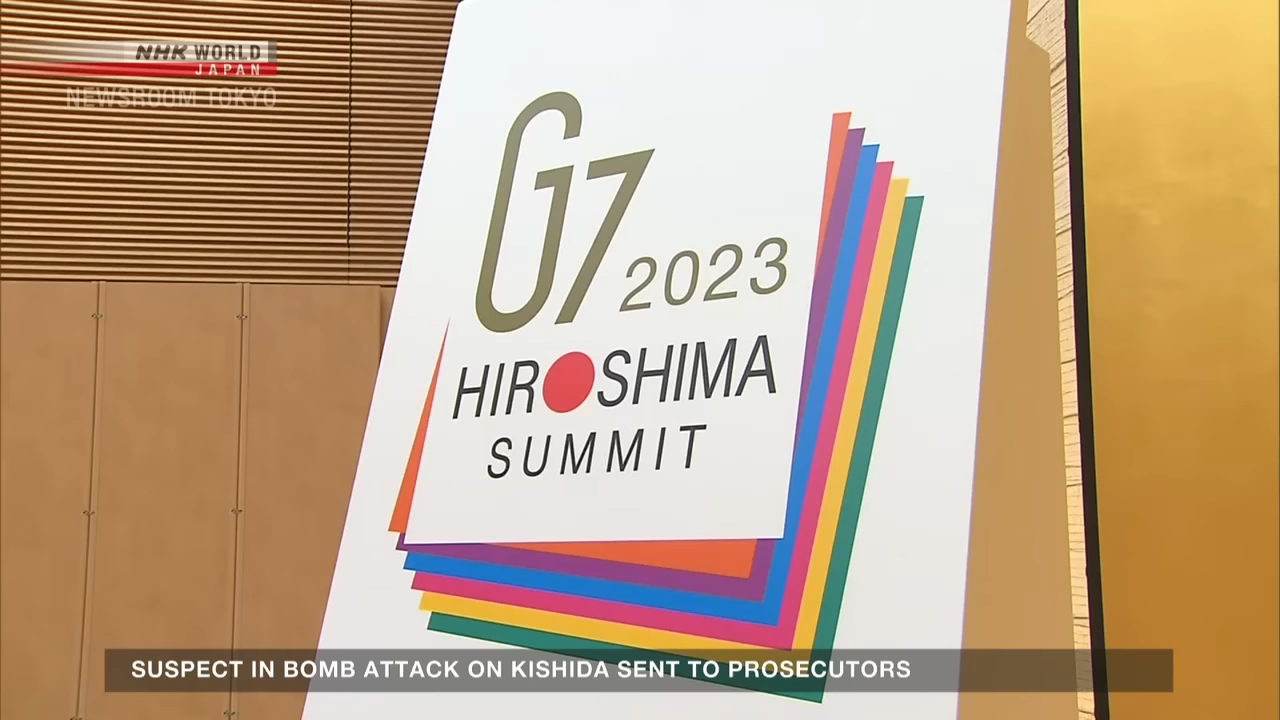 NHK WORLD
JAPAN
NEWSROOM TOKYO
G7 2023
HIROSHIMA
SUMMIT
SUSPECT IN BOMB ATTACK ON KISHIDA SENT TO PROSECUTORS